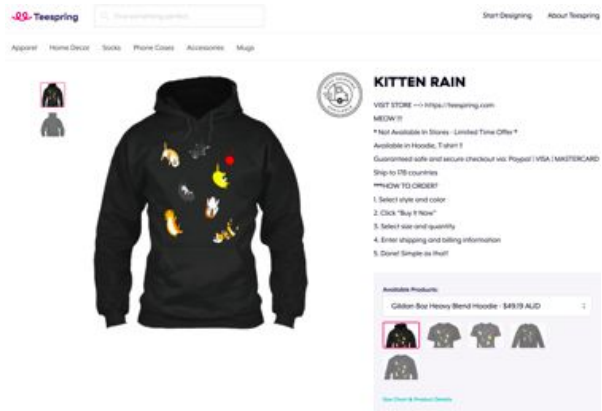 Teespring
Start Designing
About Teespring
Apparel
Home Decor
Socks
Phone Cases
Accessories
Mugs
KITTEN RAIN
VISIT STORE ---> https://teespring.com
MEOW !!!
* Not Available In Stores - Limited Time Offer *
Available in Hoodie, T shirt !!
Guaranteed safe and secure checkout via: Paypal | VISA | MASTERCARD
Ship to 178 countries
***HOW TO ORDER?
1. Select style and color
2. Click "Buy it Now"
3. Select size and quantity
4. Enter shipping and billing information
5. Done! Simple as that!
Available Products:
Gildan 8oz Heavy Blend Hoodie - $49.19 AUD
Size Chart & Product Details